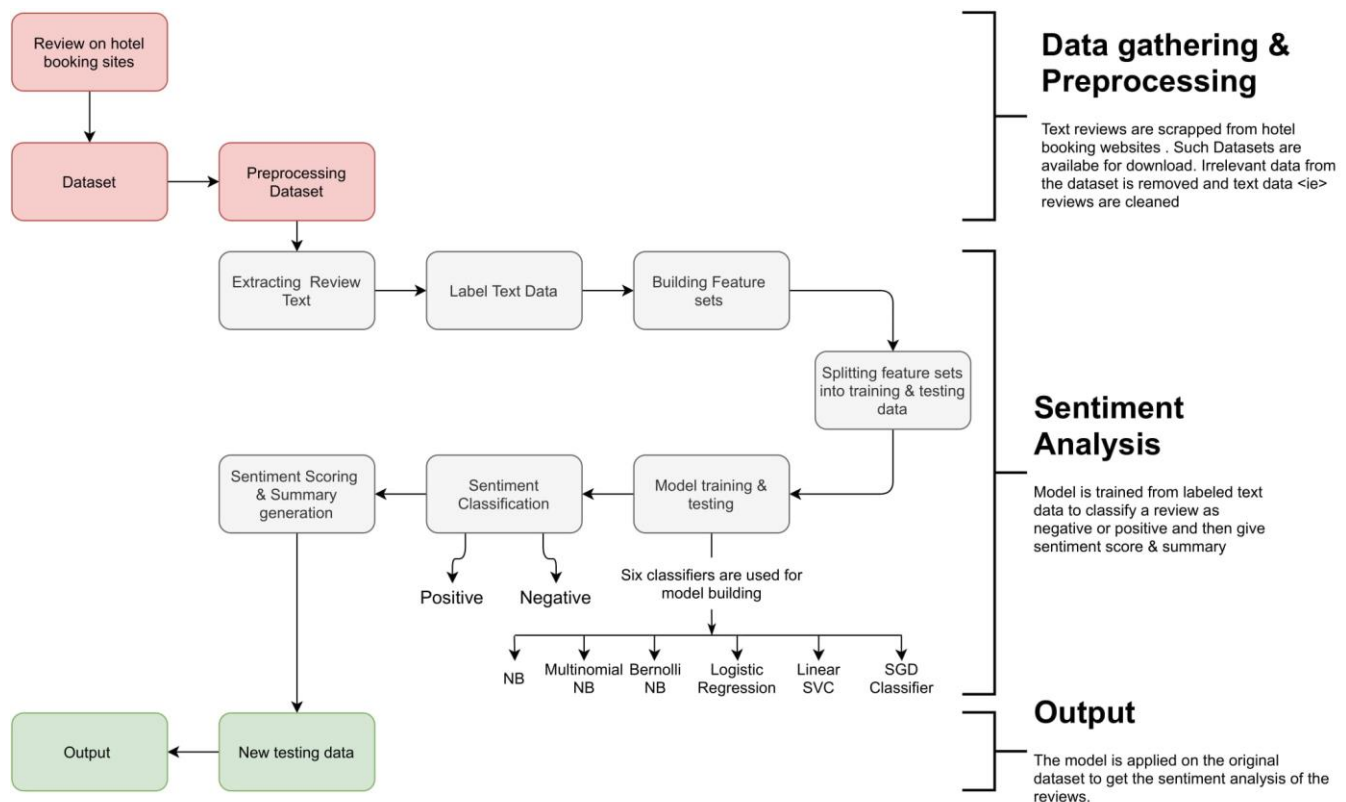 Review on hotel
booking sites
Data gathering &
Preprocessing
Text reviews are scrapped from hotel
booking websites . Such Datasets are
availabe for download. Irrelevant data from
the dataset is removed and text data <ie>
reviews are cleaned
Dataset
Preprocessing
Dataset
Extracting Review
Text
Label Text Data
Building Feature
sets
Splitting feature sets
into training & testing
data
Sentiment
Analysis
Model is trained from labeled text
data to classify a review as
negative or positive and then give
sentiment score & summary
Sentiment Scoring
& Summary
generation
Sentiment
Classification
Model training &
testing
Positive
Negative
Six classifiers are used for
model building
NB
Multinomial
NB
Bernolli
NB
Logistic
Regression
Linear
SVC
SGD
Classifier
Output
New testing data
Output
The model is applied on the original
dataset to get the sentiment analysis of the
reviews.